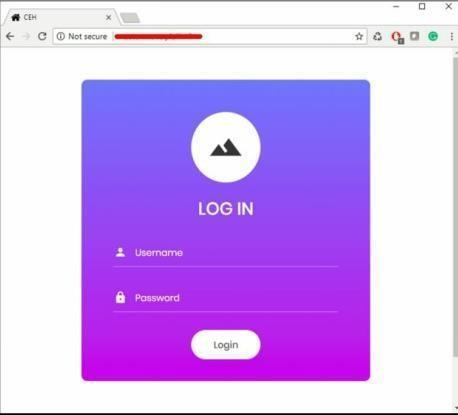 CEH
Not secure
LOG IN
Username
Password
Login